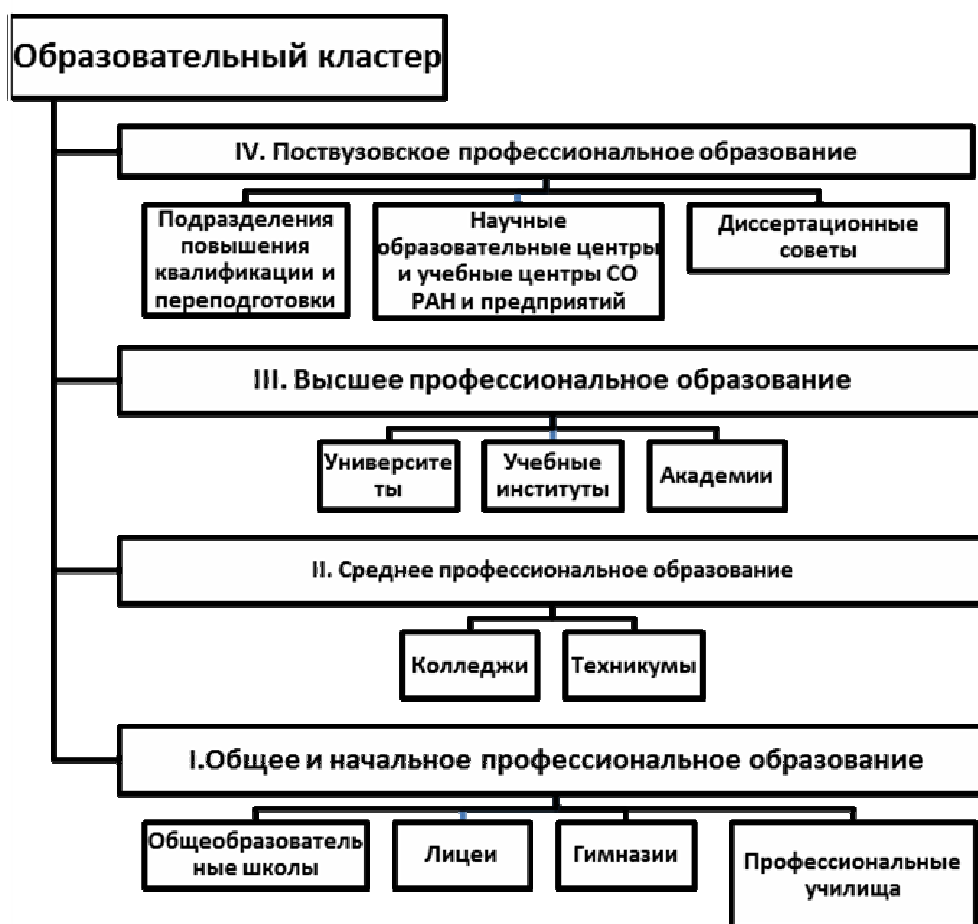 Образовательный кластер
IV. Поствузовское профессиональное образование
Подразделения
повышения
квалификации и
переподготовки
Научные
образовательные центры
и учебные центры СО
РАН и предприятий
Диссертационные
советы
III. Высшее профессиональное образование
Университе
ты
Учебные
институты
Академии
II. Среднее профессиональное образование
Колледжи
Техникумы
I.Общее и начальное профессиональное образование
Общеобразователь
ные школы
Лицеи
Гимназии
Профессиональные
училища